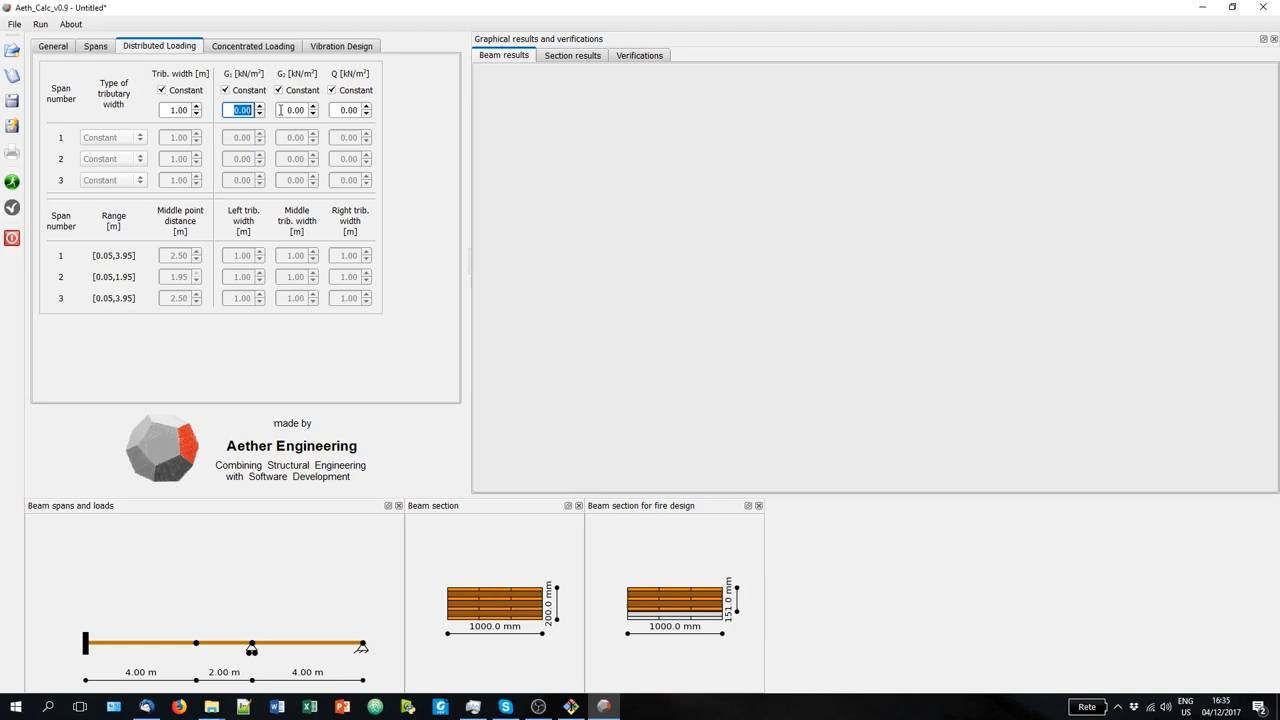 Aeth_Calc_v0.9 - Untitled*
File Run About
General Spans Distributed Loading Concentrated Loading Vibration Design
Span number
Type of tributary width
Trib. width [m] G₁ [kN/m²] G₂ [kN/m²] Q [kN/m²]
Constant Constant Constant Constant
1.00 0.00 0.00 0.00
1 Constant 1.00 0.00 0.00 0.00
2 Constant 1.00 0.00 0.00 0.00
3 Constant 1.00 0.00 0.00 0.00
Span number
Range [m]
Middle point distance [m]
Left trib. width [m]
Middle trib. width [m]
Right trib. width [m]
1 [0.05,3.95] 2.50 1.00 1.00 1.00
2 [0.05,1.95] 1.95 1.00 1.00 1.00
3 [0.05,3.95] 2.50 1.00 1.00 1.00
made by
Aether Engineering
Combining Structural Engineering
with Software Development
Graphical results and verifications
Beam results Section results Verifications
Beam spans and loads
4.00 m 2.00 m 4.00 m
Beam section
200.0 mm
1000.0 mm
Beam section for fire design
151.0 mm
1000.0 mm
Rete
ENG
US
16:35
04/12/2017
2